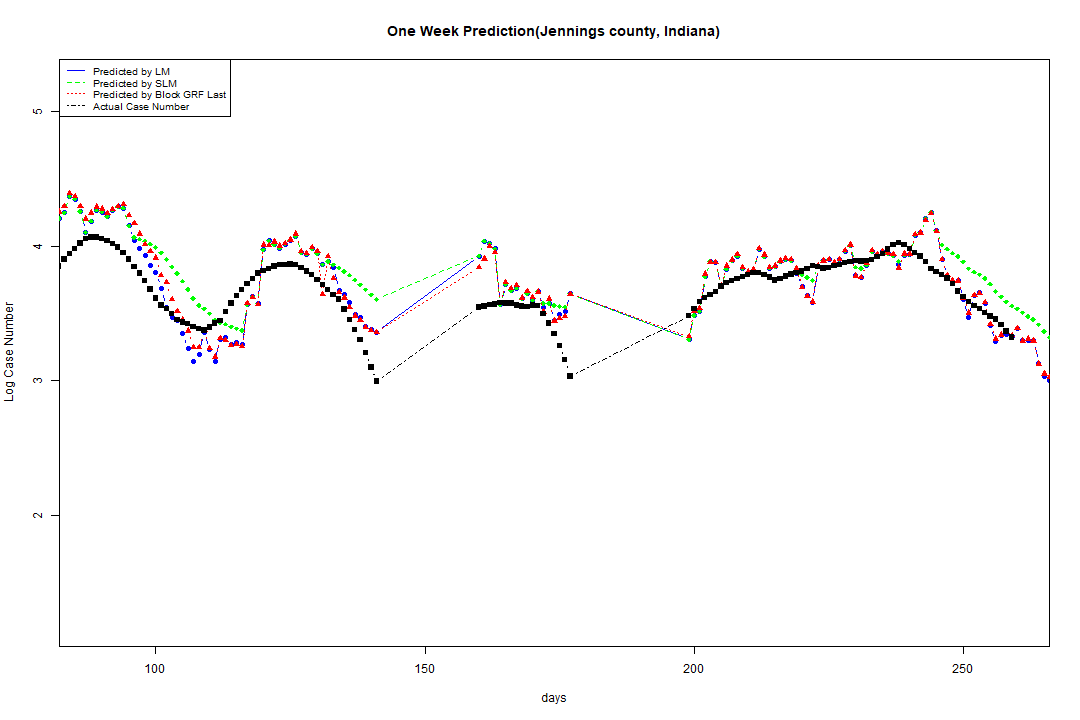 One Week Prediction(Jennings county, Indiana)
Predicted by LM
Predicted by SLM
Predicted by Block GRF Last
Actual Case Number
5
4
3
2
Log Case Number
100
150
200
250
days